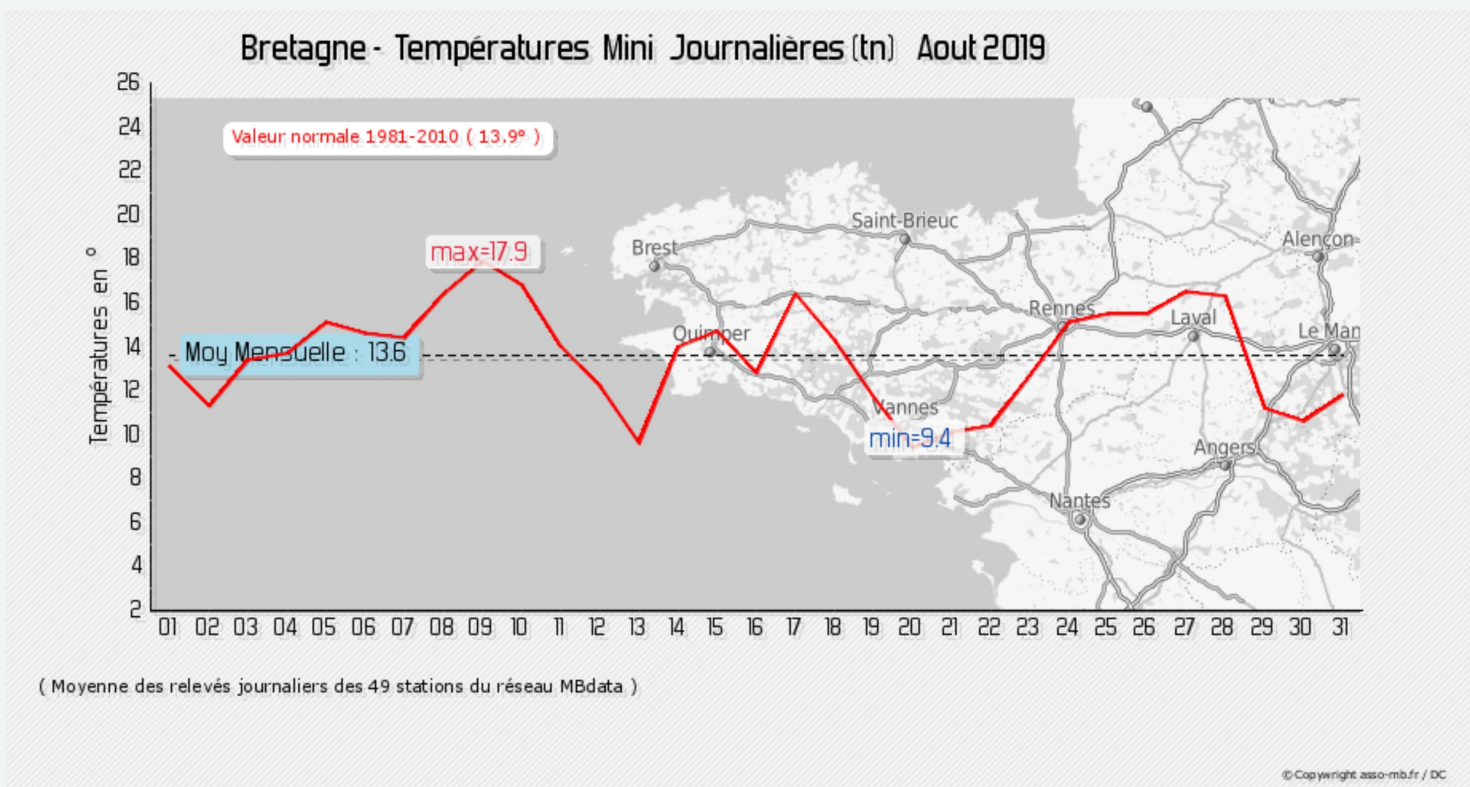 Bretagne - Températures Mini Journalières (tn) Aout 2019
Températures en °
26
24
22
20
18
16
14
12
10
8
6
4
2
Valeur normale 1981-2010 ( 13.9° )
max=17.9
Moy Mensuelle : 13.6
min=9.4
Brest
Saint-Brieuc
Alençon
Quimper
Rennes
Laval
Le Man
Vannes
Angers
Nantes
01 02 03 04 05 06 07 08 09 10 11 12 13 14 15 16 17 18 19 20 21 22 23 24 25 26 27 28 29 30 31
( Moyenne des relevés journaliers des 49 stations du réseau MBdata )
© Copywright asso-mb.fr / DC